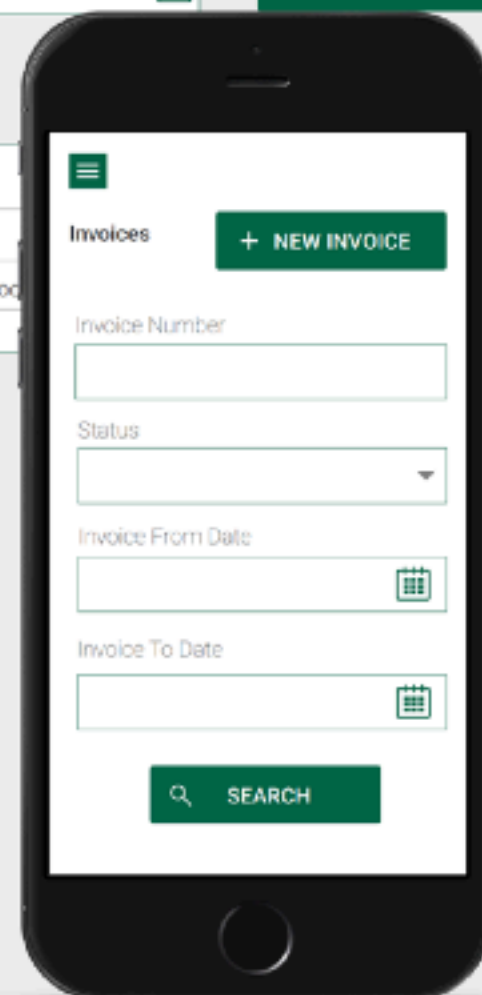 Invoices
+ NEW INVOICE
Invoice Number
Status
Invoice From Date
Invoice To Date
SEARCH